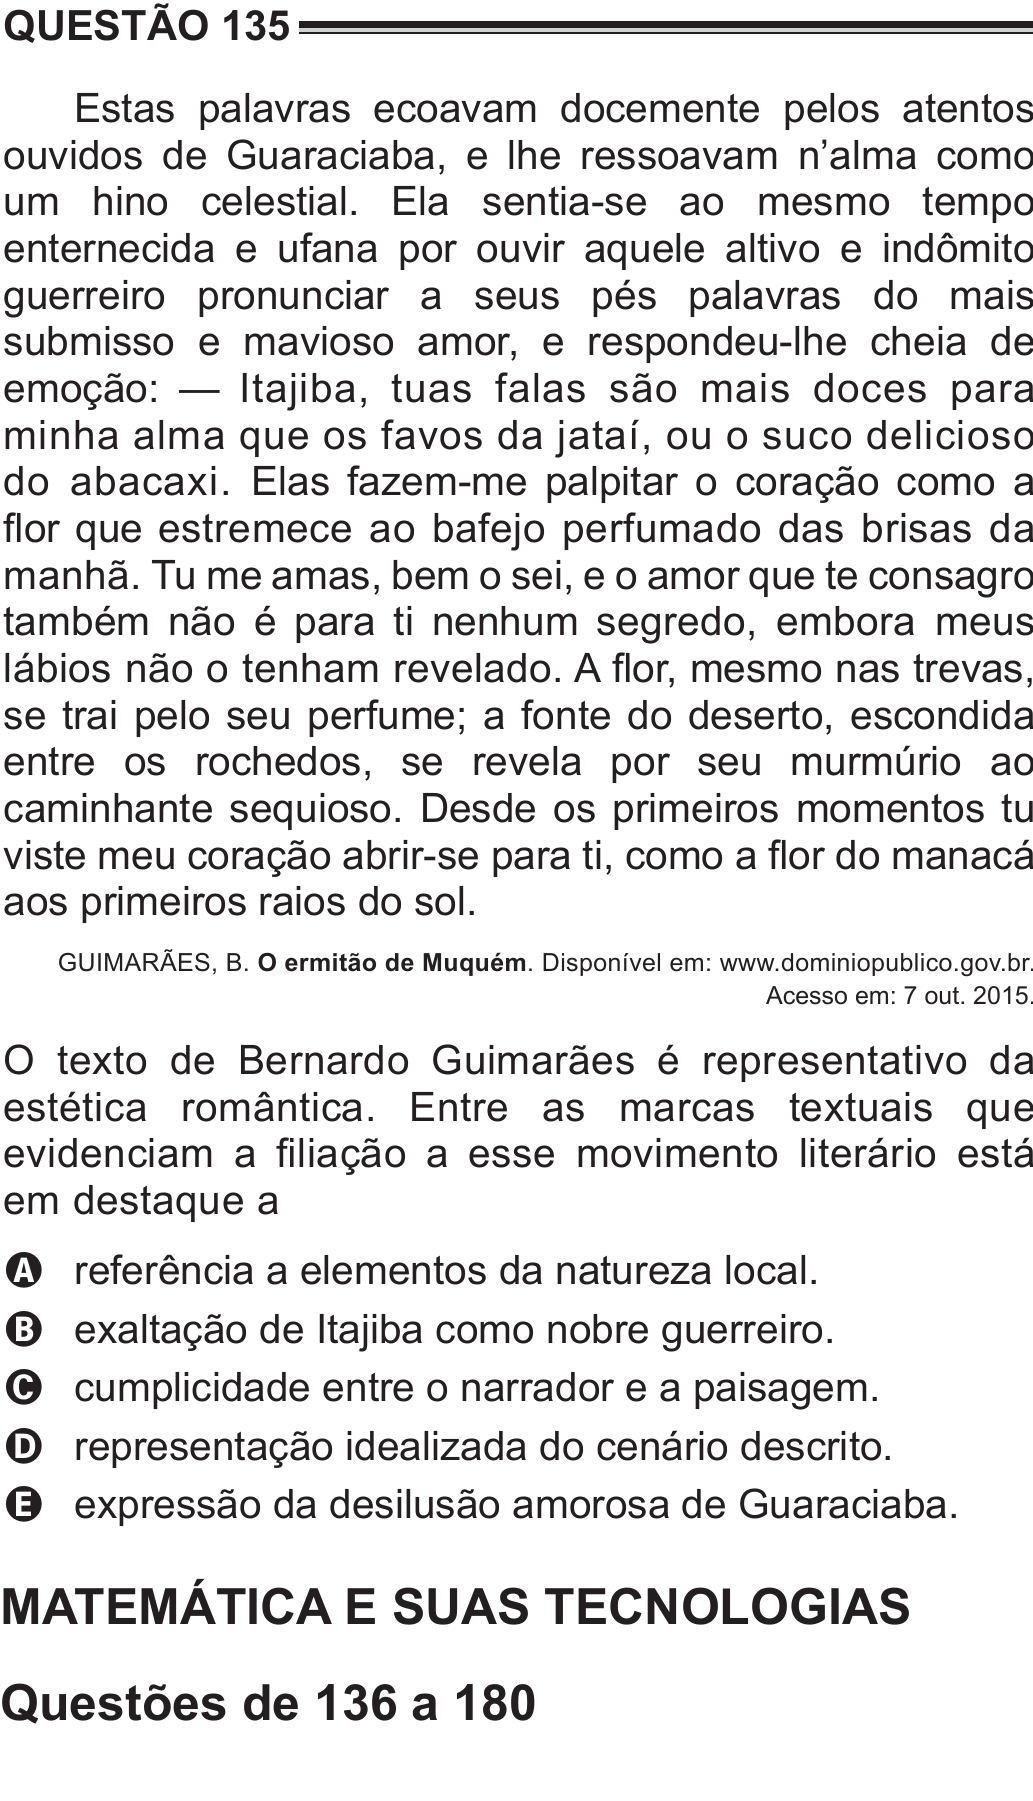 QUESTÃO 135
Estas palavras ecoavam docemente pelos atentos
ouvidos de Guaraciaba, e lhe ressoavam n’alma como
um hino celestial. Ela sentia-se ao mesmo tempo
enternecida e ufana por ouvir aquele altivo e indômito
guerreiro pronunciar a seus pés palavras do mais
submisso e mavioso amor, e respondeu-lhe cheia de
emoção: — Itajiba, tuas falas são mais doces para
minha alma que os favos da jataí, ou o suco delicioso
do abacaxi. Elas fazem-me palpitar o coração como a
flor que estremece ao bafejo perfumado das brisas da
manhã. Tu me amas, bem o sei, e o amor que te consagro
também não é para ti nenhum segredo, embora meus
lábios não o tenham revelado. A flor, mesmo nas trevas,
se trai pelo seu perfume; a fonte do deserto, escondida
entre os rochedos, se revela por seu murmúrio ao
caminhante sequioso. Desde os primeiros momentos tu
viste meu coração abrir-se para ti, como a flor do manacá
aos primeiros raios do sol.
GUIMARÃES, B. O ermitão de Muquém. Disponível em: www.dominiopublico.gov.br.
Acesso em: 7 out. 2015.
O texto de Bernardo Guimarães é representativo da
estética romântica. Entre as marcas textuais que
evidenciam a filiação a esse movimento literário está
em destaque a
A referência a elementos da natureza local.
B exaltação de Itajiba como nobre guerreiro.
C cumplicidade entre o narrador e a paisagem.
D representação idealizada do cenário descrito.
E expressão da desilusão amorosa de Guaraciaba.
MATEMÁTICA E SUAS TECNOLOGIAS
Questões de 136 a 180